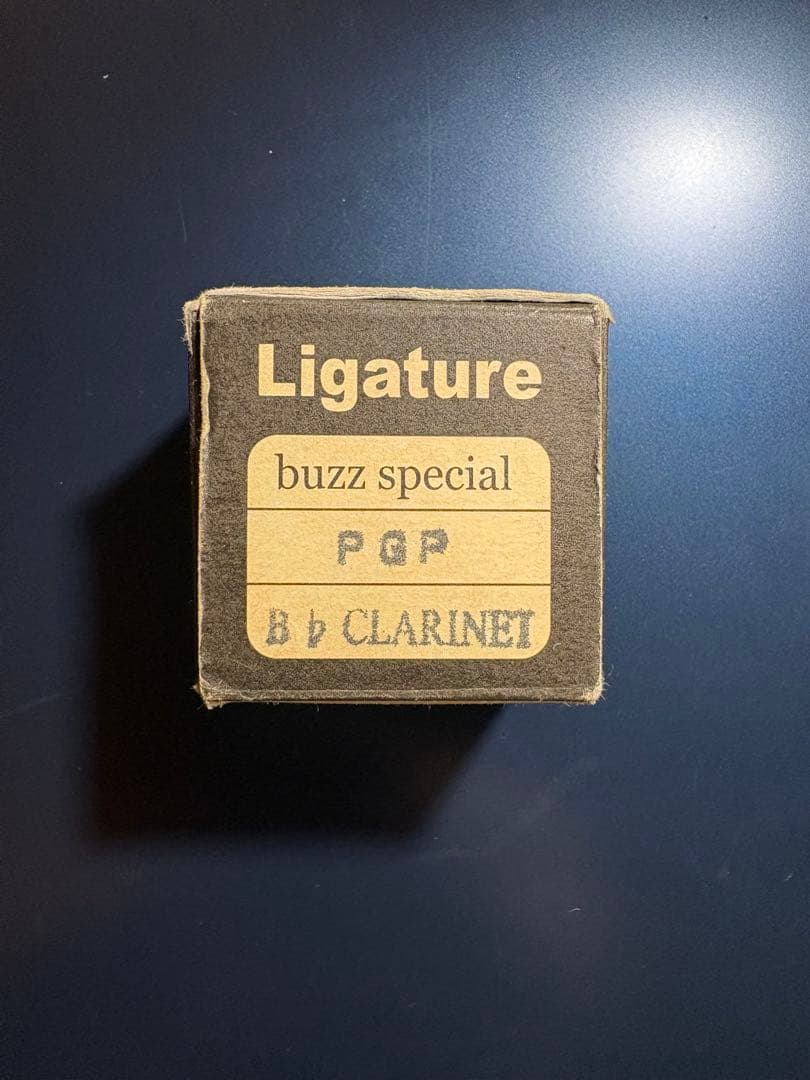 Ligature
buzz special
PGP
B♭ CLARINET